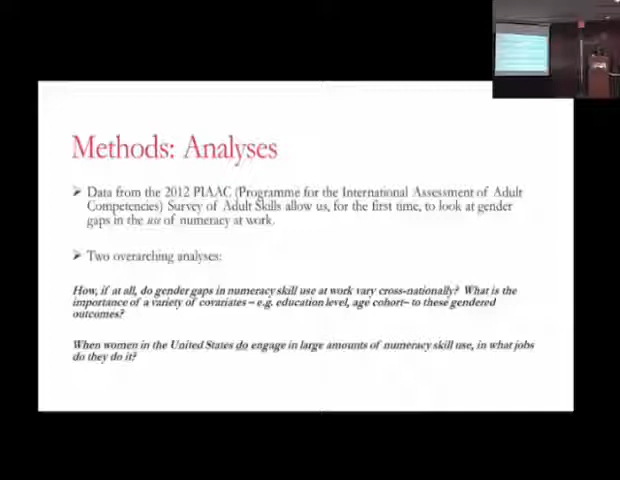 Methods: Analyses
➤ Data from the 2012 PIAAC (Programme for the International Assessment of Adult
Competencies) Survey of Adult Skills allow us, for the first time, to look at gender
gaps in the use of numeracy at work.
➤ Two overarching analyses:
How, if at all, do gender gaps in numeracy skill use at work vary cross-nationally? What is the
importance of a variety of covariates – e.g. education level, age cohort– to these gendered
outcomes?
When women in the United States do engage in large amounts of numeracy skill use, in what jobs
do they do it?